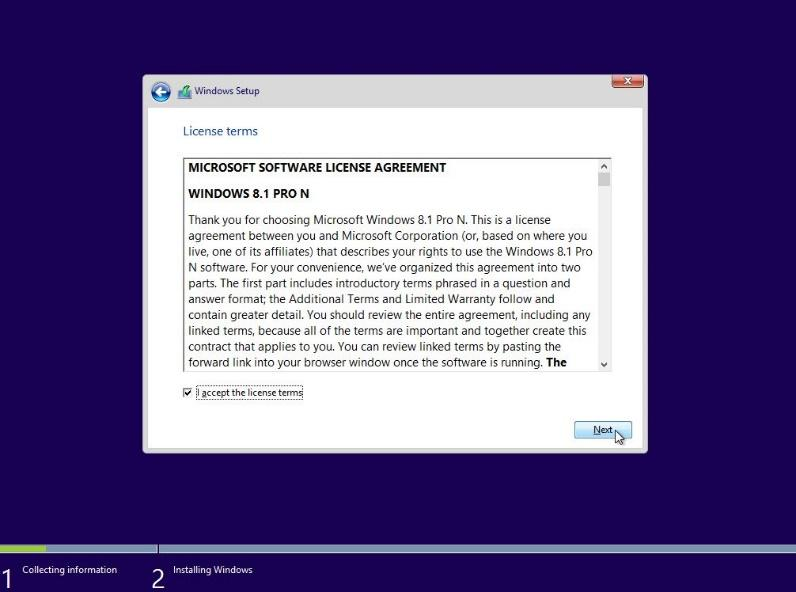 Windows Setup
License terms
MICROSOFT SOFTWARE LICENSE AGREEMENT
WINDOWS 8.1 PRO N
Thank you for choosing Microsoft Windows 8.1 Pro N. This is a license
agreement between you and Microsoft Corporation (or, based on where you
live, one of its affiliates) that describes your rights to use the Windows 8.1 Pro
N software. For your convenience, we've organized this agreement into two
parts. The first part includes introductory terms phrased in a question and
answer format; the Additional Terms and Limited Warranty follow and
contain greater detail. You should review the entire agreement, including any
linked terms, because all of the terms are important and together create this
contract that applies to you. You can review linked terms by pasting the
forward link into your browser window once the software is running. The
I accept the license terms
Next
1 Collecting information
2 Installing Windows